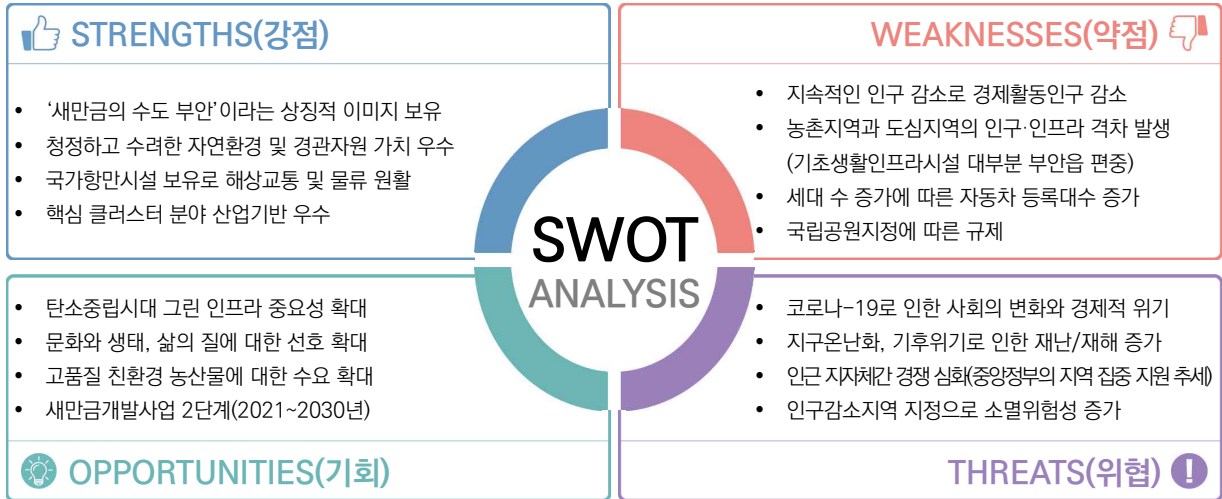 STRENGTHS(강점)
• '새만금의 수도 부안'이라는 상징적 이미지 보유
• 청정하고 수려한 자연환경 및 경관자원 가치 우수
• 국가항만시설 보유로 해상교통 및 물류 원활
• 핵심 클러스터 분야 산업기반 우수
WEAKNESSES(약점)
• 지속적인 인구 감소로 경제활동인구 감소
• 농촌지역과 도심지역의 인구·인프라 격차 발생
(기초생활인프라시설 대부분 부안읍 편중)
• 세대 수 증가에 따른 자동차 등록대수 증가
• 국립공원지정에 따른 규제
SWOT
ANALYSIS
• 탄소중립시대 그린 인프라 중요성 확대
• 문화와 생태, 삶의 질에 대한 선호 확대
• 고품질 친환경 농산물에 대한 수요 확대
• 새만금개발사업 2단계(2021~2030년)
OPPORTUNITIES(기회)
• 코로나-19로 인한 사회의 변화와 경제적 위기
• 지구온난화, 기후위기로 인한 재난/재해 증가
• 인근 지자체간 경쟁 심화(중앙정부의 지역 집중 지원 추세)
• 인구감소지역 지정으로 소멸위험성 증가
THREATS(위협)